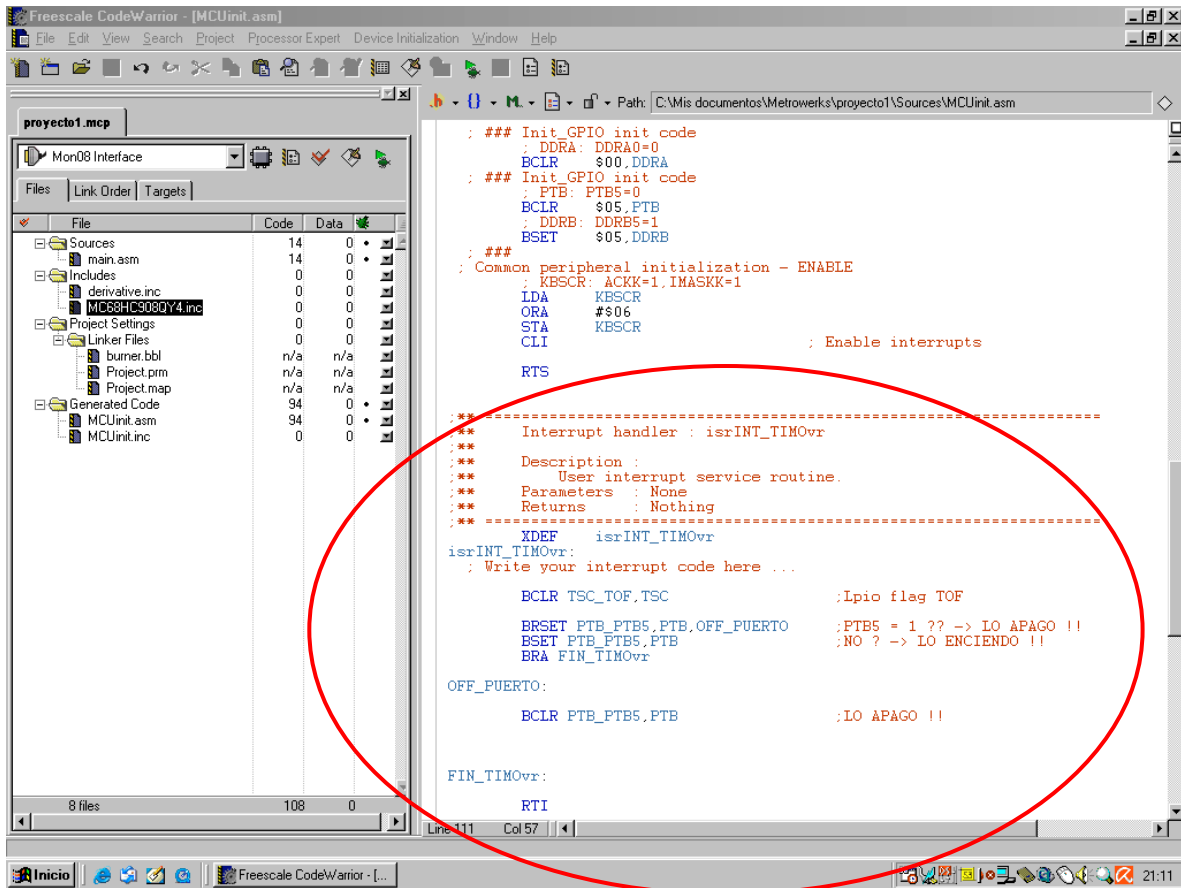 Freescale CodeWarrior - [MCUinit.asm]
File Edit View Search Project Processor Expert Device Initialization Window Help
Path: C:\Mis documentos\Metrowerks\proyecto1\Sources\MCUinit.asm
proyecto1.mcp
Mon08 Interface
Files Link Order Targets
File Code Data
Sources 14 0
main.asm 14 0
Includes 0 0
derivative.inc 0 0
MC68HC908QY4.inc 0 0
Project Settings 0 0
Linker Files 0 0
burner.bbl n/a n/a
Project.prm n/a n/a
Project.map n/a n/a
Generated Code 94 0
MCUinit.asm 94 0
MCUinit.inc 0 0
8 files 108 0
; ### Init_GPIO init code
; DDRA: DDRA0=0
BCLR $00,DDRA
; ### Init_GPIO init code
; PTB: PTB5=0
BCLR $05,PTB
; DDRB: DDRB5=1
BSET $05,DDRB
; ###
; Common peripheral initialization - ENABLE
; KBSCR: ACKK=1,IMASKK=1
LDA KBSCR
ORA #$06
STA KBSCR
CLI ; Enable interrupts
RTS
;** ===================================================================
;** Interrupt handler : isrINT_TIMOvr
;**
;** Description :
;** User interrupt service routine.
;** Parameters : None
;** Returns : Nothing
;** ===================================================================
XDEF isrINT_TIMOvr
isrINT_TIMOvr:
; Write your interrupt code here ...
BCLR TSC_TOF,TSC ;Lpio flag TOF
BRSET PTB_PTB5,PTB,OFF_PUERTO ;PTB5 = 1 ?? -> LO APAGO !!
BSET PTB_PTB5,PTB ;NO ? -> LO ENCIENDO !!
BRA FIN_TIMOvr
OFF_PUERTO:
BCLR PTB_PTB5,PTB ;LO APAGO !!
FIN_TIMOvr:
RTI
Line 111 Col 57
Inicio Freescale CodeWarrior - [... 21:11